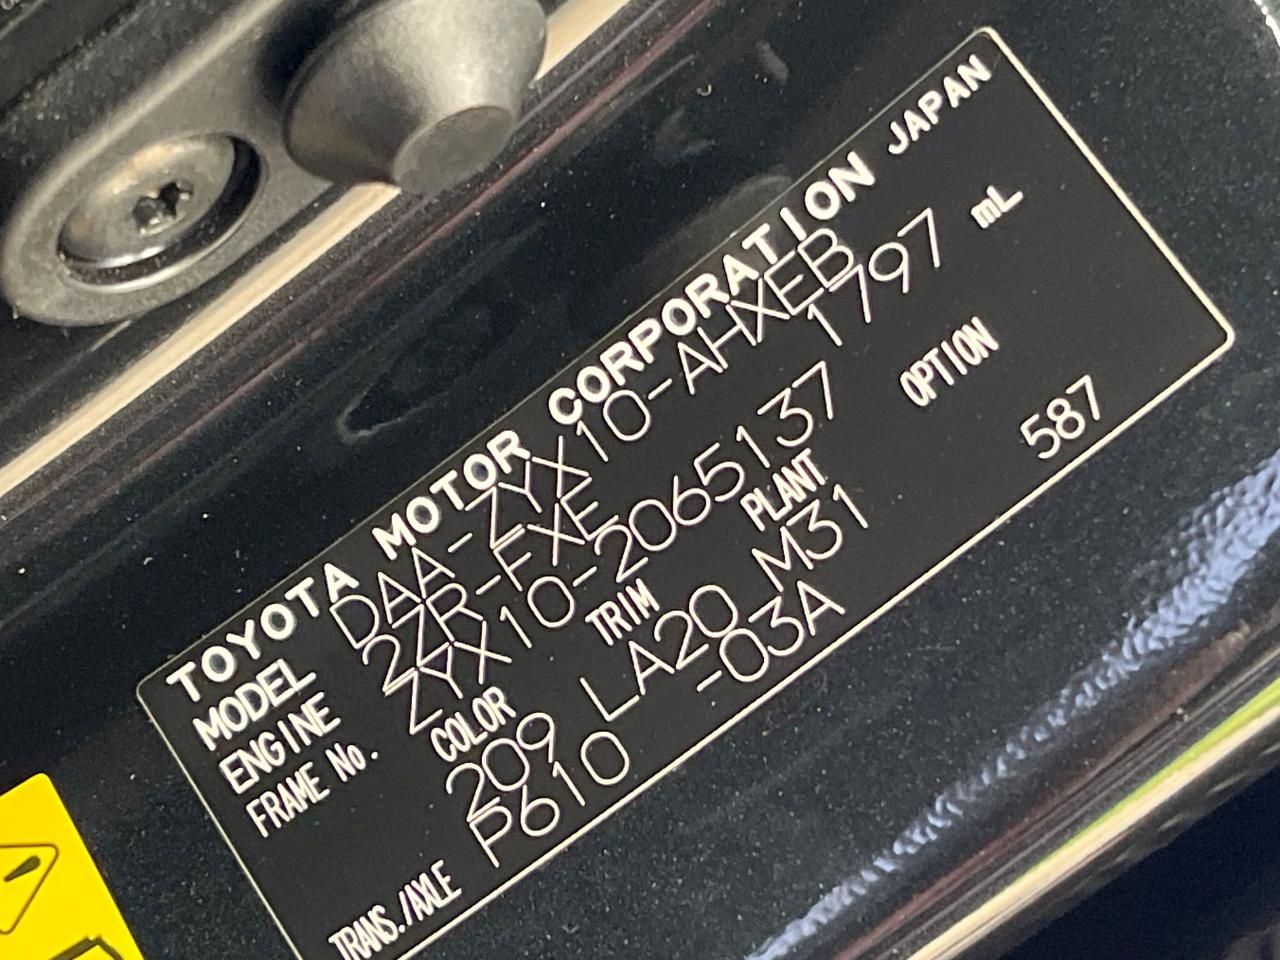 TOYOTA MOTOR CORPORATION JAPAN
MODEL DAA-ZYX10-AHXEB
ENGINE 2ZR-FXE 1797 mL
FRAME No. ZYX10-2065137
COLOR TRIM PLANT OPTION
209 LA20 M31 587
TRANS./AXLE P610 -03A